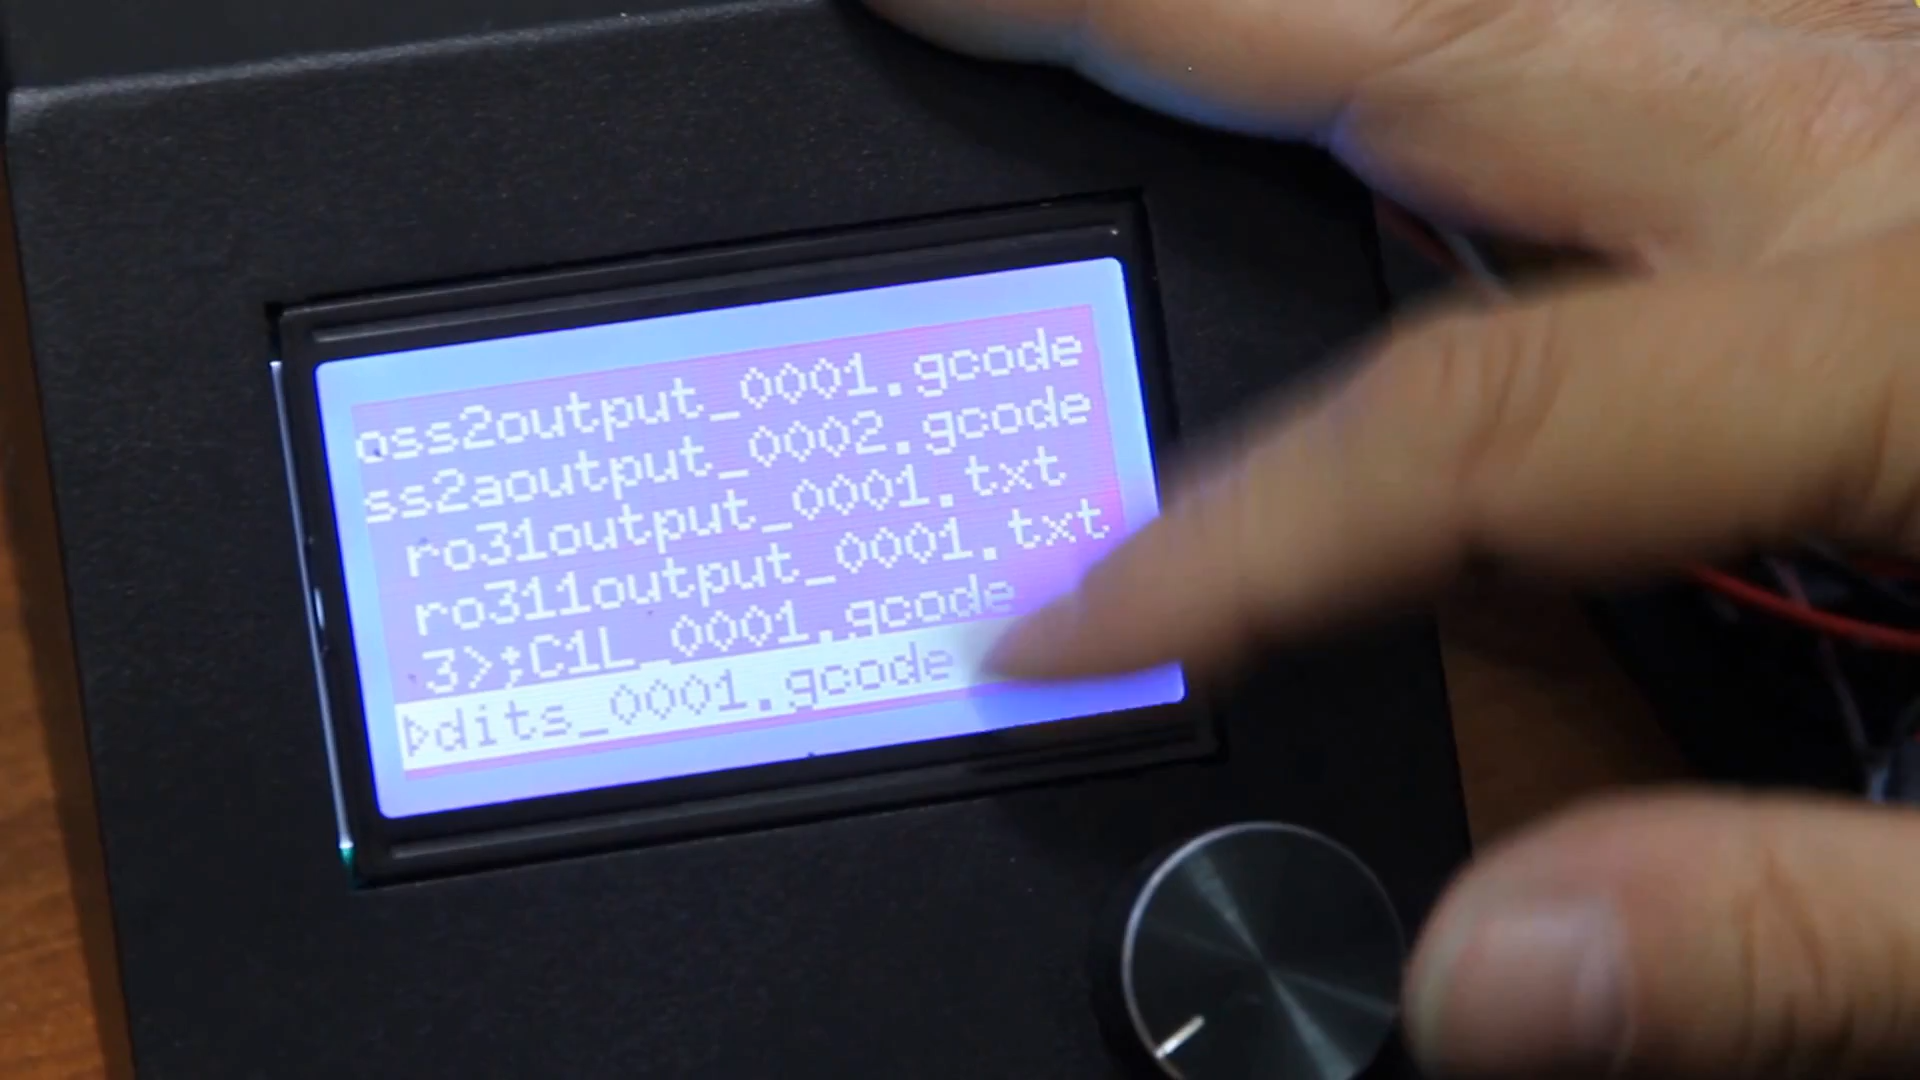 oss2output_0001.gcode
ss2aoutput_0002.gcode
ro31output_0001.txt
ro311output_0001.txt
3>;C1L_0001.gcode
dits_0001.gcode